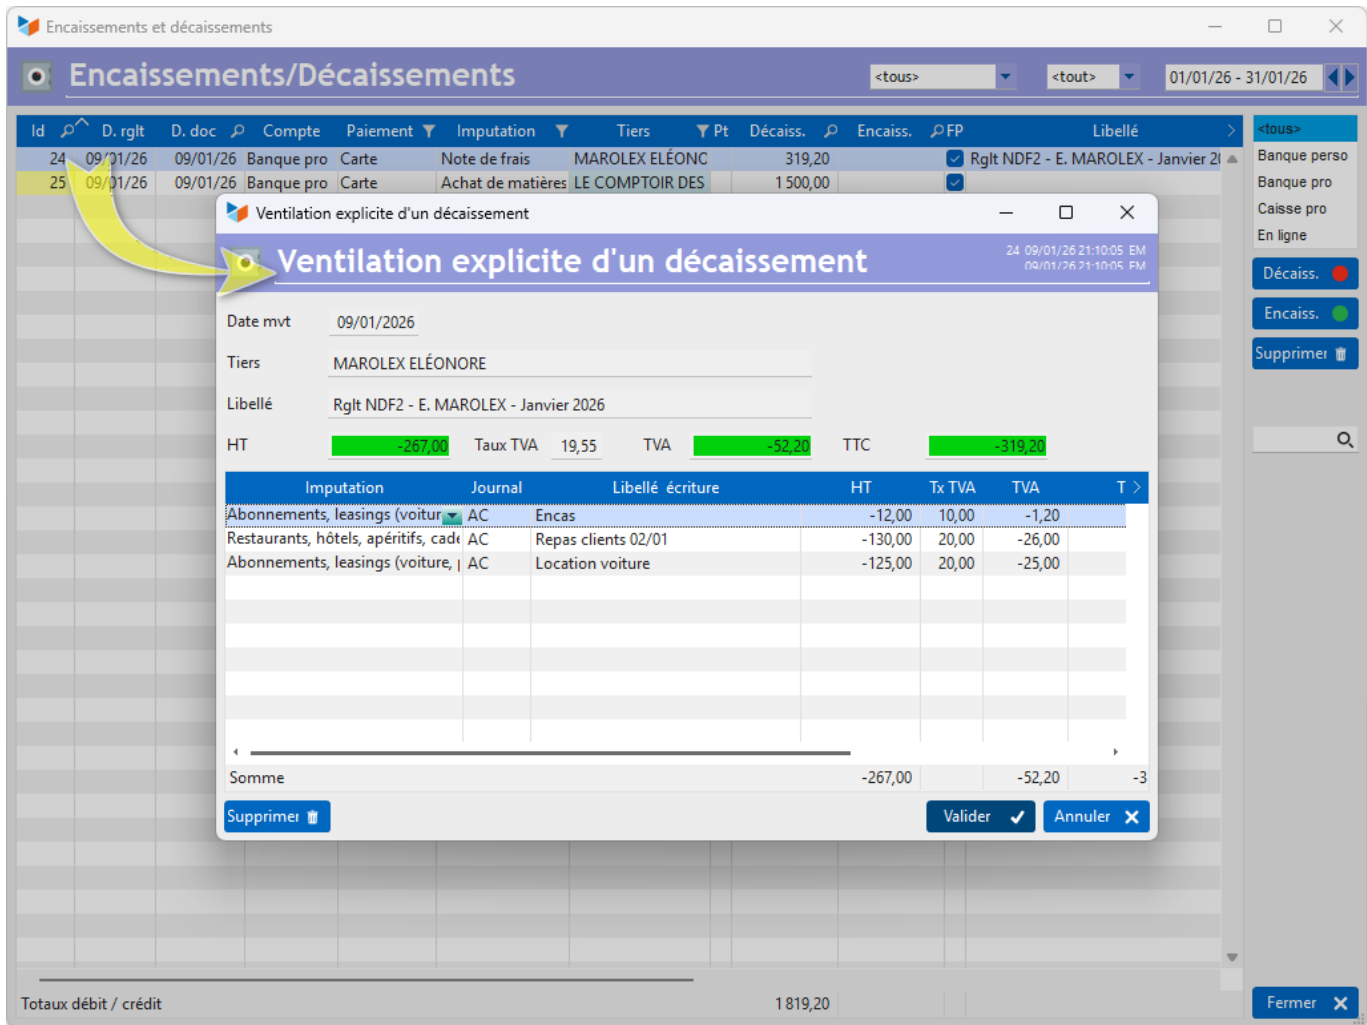 Encaissements et décaissements
Encaissements/Décaissements
<tous>
<tout>
01/01/26 - 31/01/26
Id D. rglt D. doc Compte Paiement Imputation Tiers Pt Décaiss. Encaiss. FP Libellé
24 09/01/26 09/01/26 Banque pro Carte Note de frais MAROLEX ELÉONC 319,20 Rglt NDF2 - E. MAROLEX - Janvier 2(
25 09/01/26 09/01/26 Banque pro Carte Achat de matières LE COMPTOIR DES 1 500,00
<tous>
Banque perso
Banque pro
Caisse pro
En ligne
Décaiss.
Encaiss.
Supprimer
Ventilation explicite d'un décaissement
Ventilation explicite d'un décaissement
24 09/01/26 21:10:05 EM
09/01/26 21:10:05 EM
Date mvt 09/01/2026
Tiers MAROLEX ELÉONORE
Libellé Rglt NDF2 - E. MAROLEX - Janvier 2026
HT -267,00 Taux TVA 19,55 TVA -52,20 TTC -319,20
Imputation Journal Libellé écriture HT Tx TVA TVA T
Abonnements, leasings (voitur AC Encas -12,00 10,00 -1,20
Restaurants, hôtels, apéritifs, cade AC Repas clients 02/01 -130,00 20,00 -26,00
Abonnements, leasings (voiture, p AC Location voiture -125,00 20,00 -25,00
Somme -267,00 -52,20 -3
Supprimer
Valider
Annuler
Totaux débit / crédit 1 819,20
Fermer